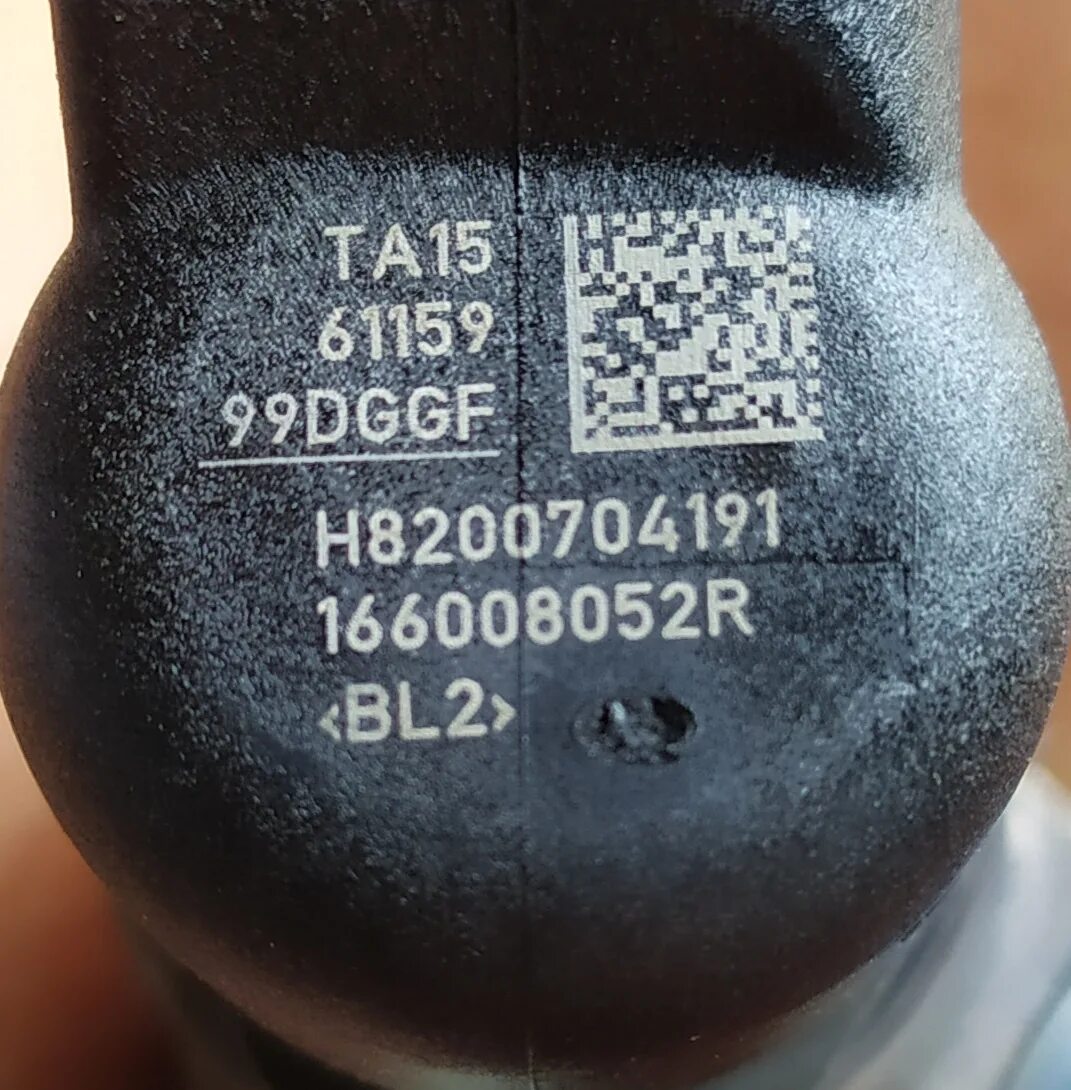 TA15
61159
99DGGF
H8200704191
166008052R
<BL2>